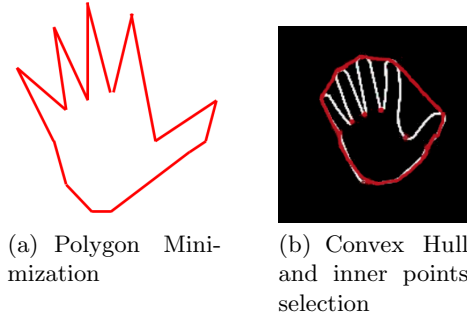 (a) Polygon Mini-
mization
(b) Convex Hull
and inner points
selection